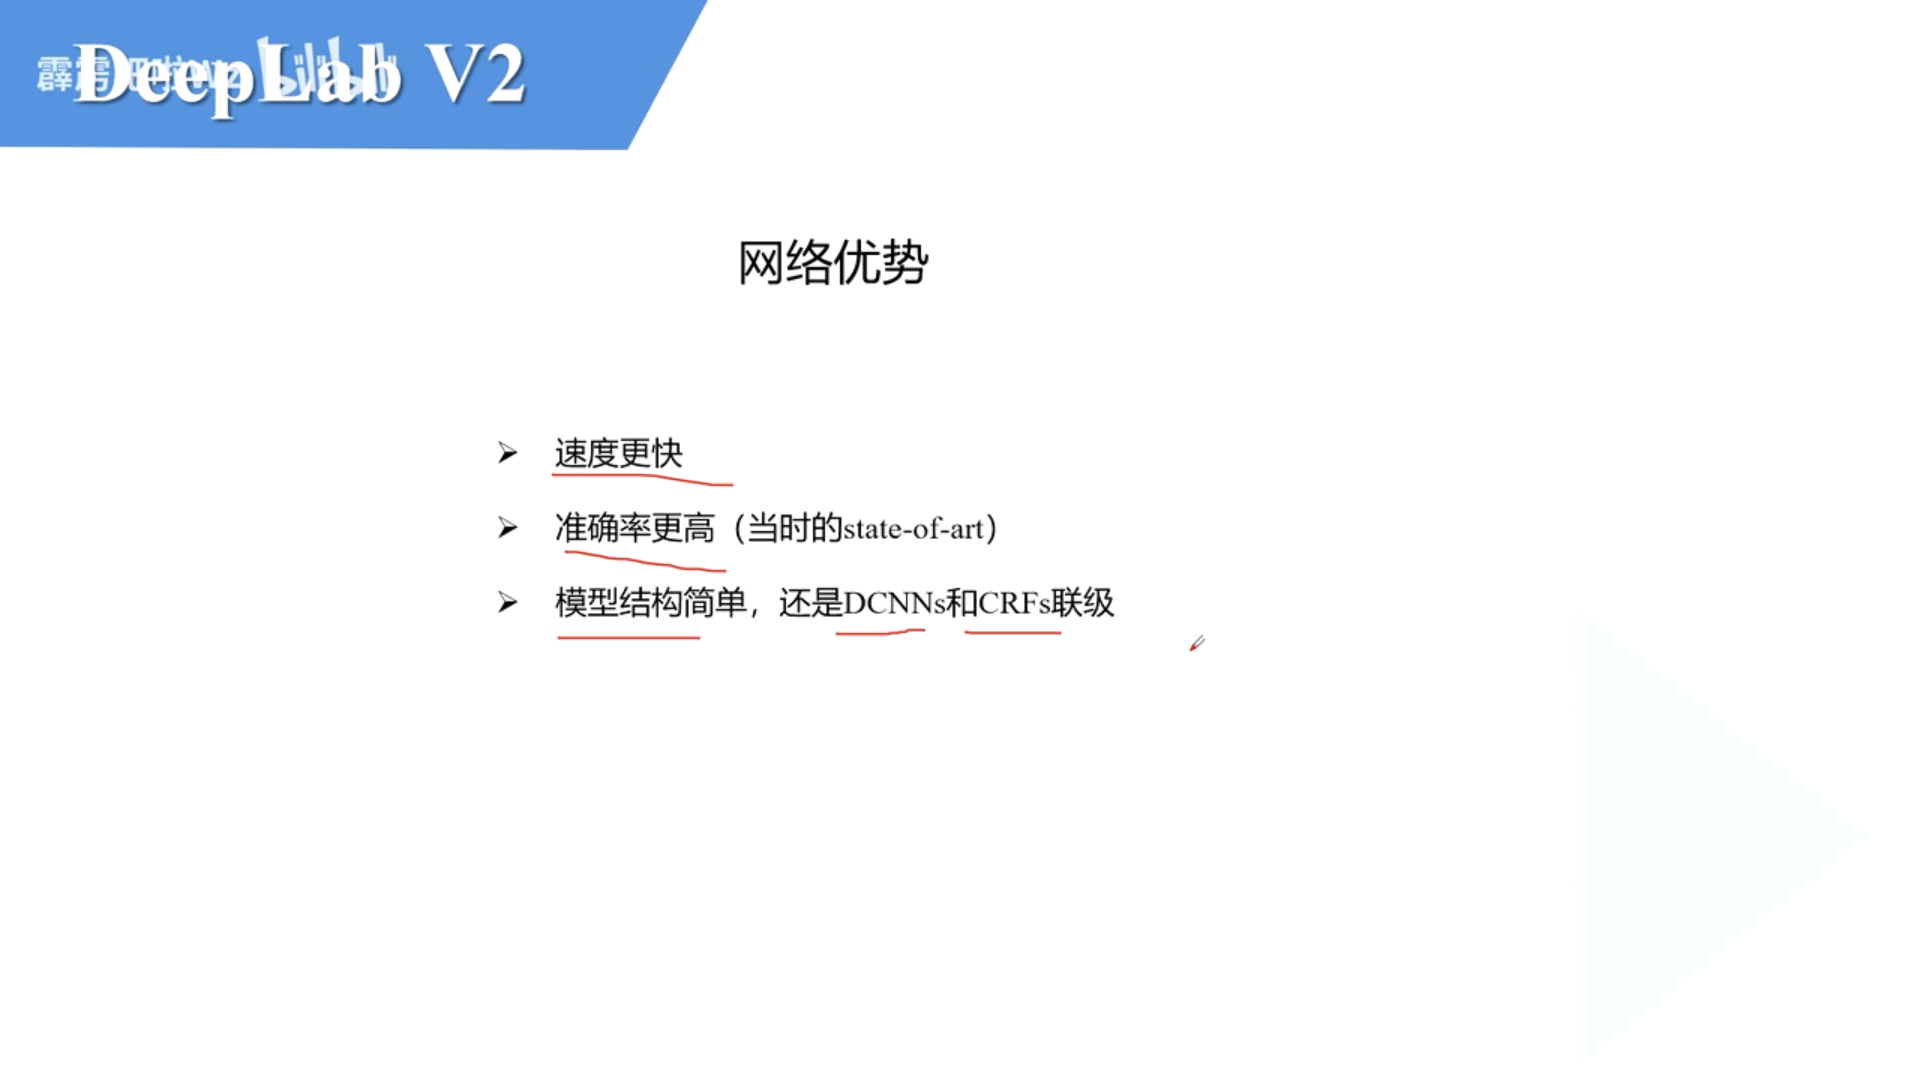 DeepLab V2
bilibili
网络优势
速度更快
准确率更高（当时的state-of-art）
模型结构简单，还是DCNNs和CRFs联级